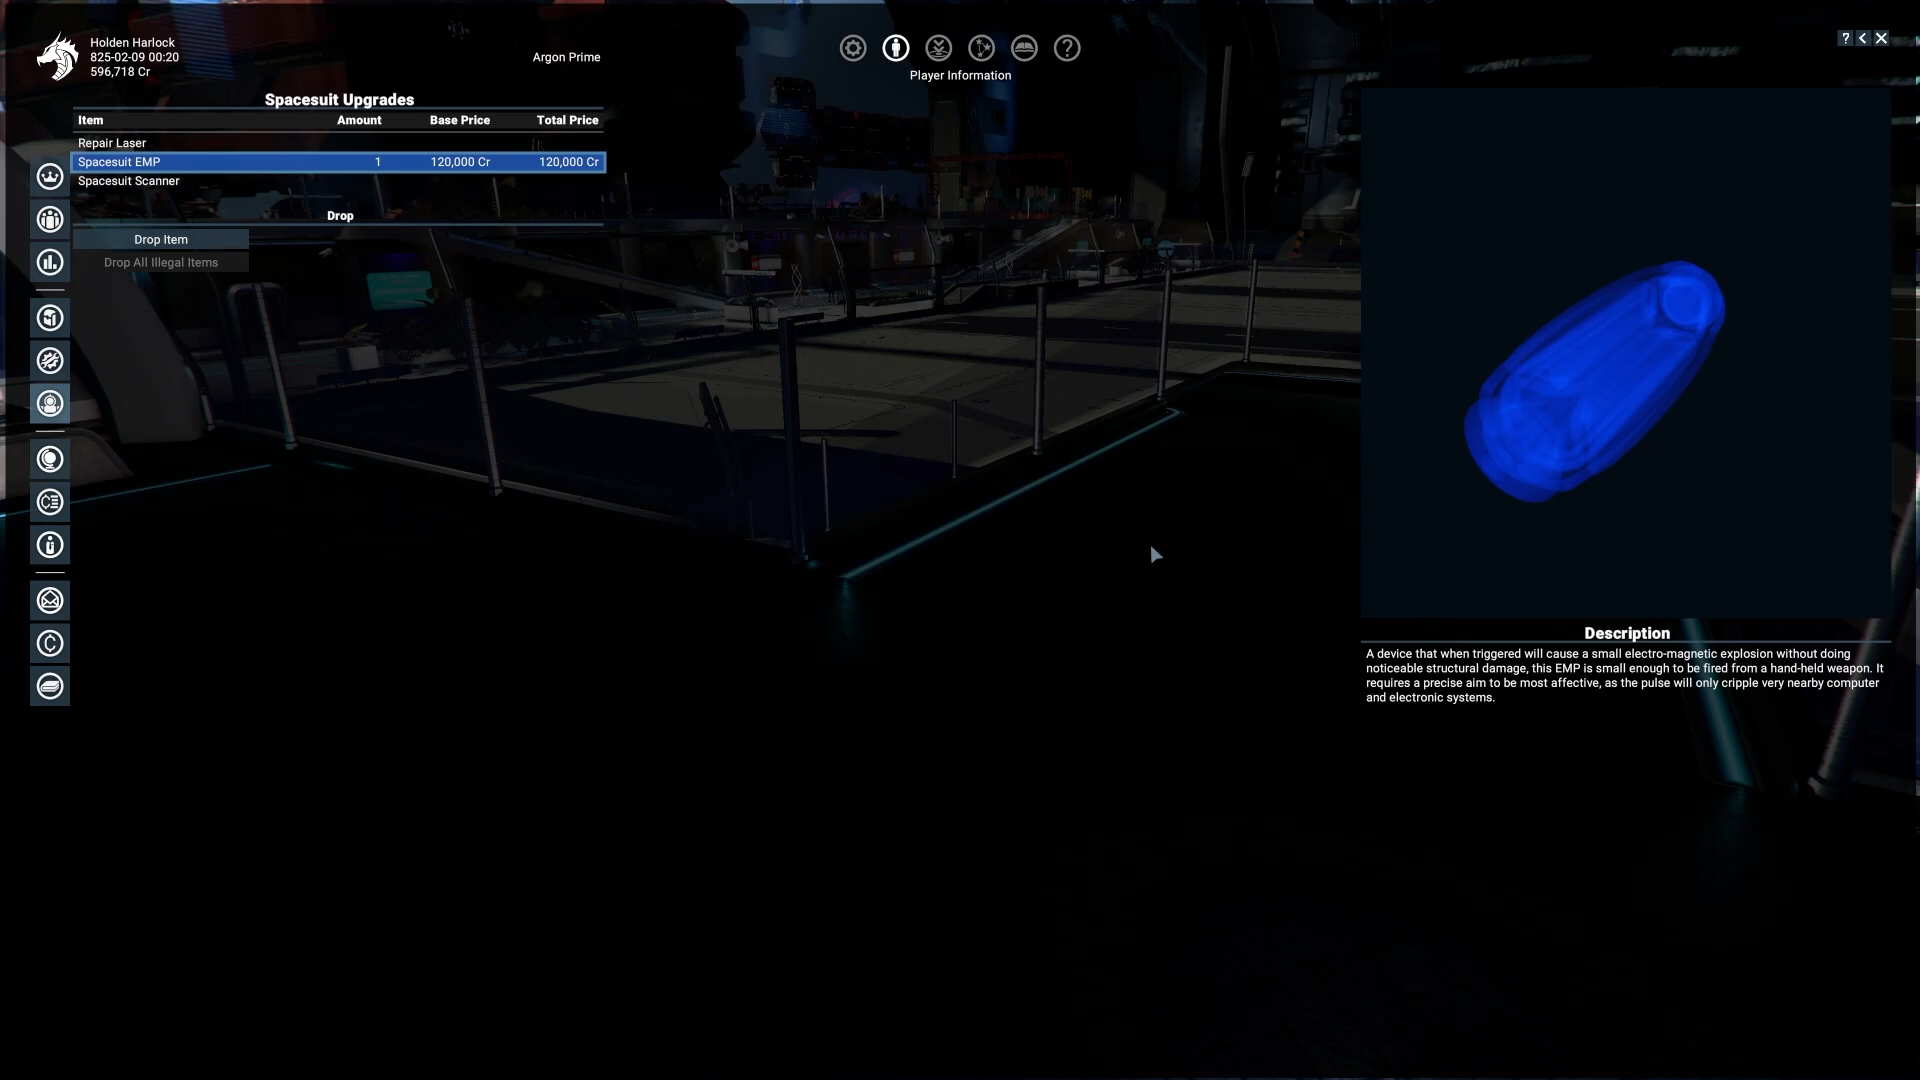 Holden Harlock
825-02-09 00:20
596,718 Cr
Argon Prime
Player Information
?
Spacesuit Upgrades
Item Amount Base Price Total Price
Repair Laser
Spacesuit EMP 1 120,000 Cr 120,000 Cr
Spacesuit Scanner
Drop
Drop Item
Drop All Illegal Items
Description
A device that when triggered will cause a small electro-magnetic explosion without doing
noticeable structural damage, this EMP is small enough to be fired from a hand-held weapon. It
requires a precise aim to be most affective, as the pulse will only cripple very nearby computer
and electronic systems.